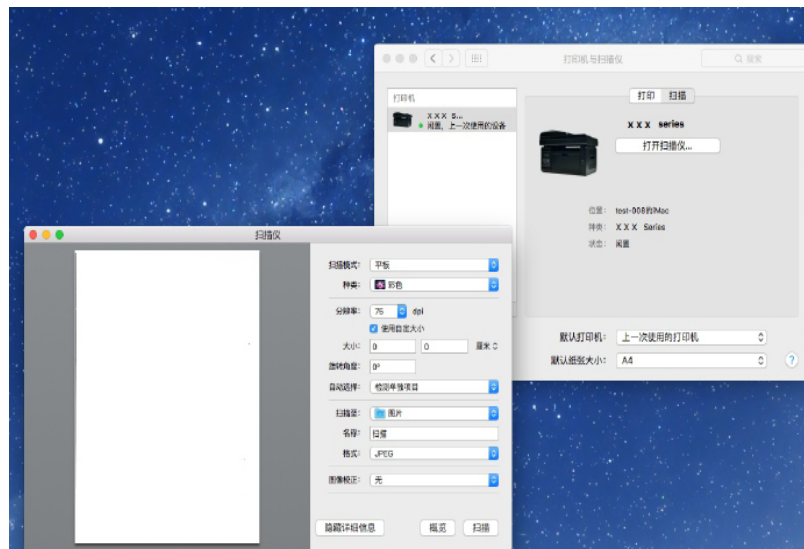 打印机与扫描仪
搜索
打印机
X X X S...
闲置，上一次使用的设备
打印 扫描
X X X series
打开扫描仪...
位置： test-008的iMac
种类： X X X Series
状态： 闲置
默认打印机： 上一次使用的打印机
默认纸张大小： A4
?
扫描仪
扫描模式： 平板
种类： 彩色
分辨率： 75 dpi
使用自定大小
大小： 0 0 厘米
旋转角度： 0°
自动选择： 检测单独项目
扫描至： 图片
名称： 扫描
格式： JPEG
图像校正： 无
隐藏详细信息 概览 扫描